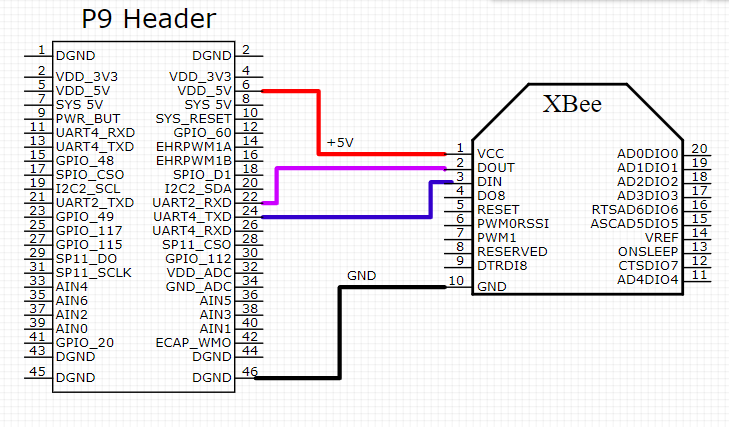 P9 Header
1 DGND DGND 2
2 VDD_3V3 VDD_3V3 4
5 VDD_5V VDD_5V 6
7 SYS 5V SYS 5V 8
9 PWR_BUT SYS_RESET 10
11 UART4_RXD GPIO_60 12
13 UART4_TXD EHRPWM1A 14
15 GPIO_48 EHRPWM1B 16
17 SPIO_CSO SPIO_D1 18
19 I2C2_SCL I2C2_SDA 20
21 UART2_TXD UART2_RXD 22
23 GPIO_49 UART4_TXD 24
25 GPIO_117 UART4_RXD 26
27 GPIO_115 SP11_CSO 28
29 SP11_DO GPIO_112 30
31 SP11_SCLK VDD_ADC 32
33 AIN4 GND_ADC 34
35 AIN6 AIN5 36
37 AIN2 AIN3 38
39 AIN0 AIN1 40
41 GPIO_20 ECAP_WMO 42
43 DGND DGND 44
45 DGND DGND 46
+5V
GND
XBee
1 VCC AD0DIO0 20
2 DOUT AD1DIO1 19
3 DIN AD2DIO2 18
4 DO8 AD3DIO3 17
5 RESET RTSAD6DIO6 16
6 PWM0RSSI ASCAD5DIO5 15
7 PWM1 VREF 14
8 RESERVED ONSLEEP 13
9 DTRDI8 CTSDIO7 12
10 GND AD4DIO4 11